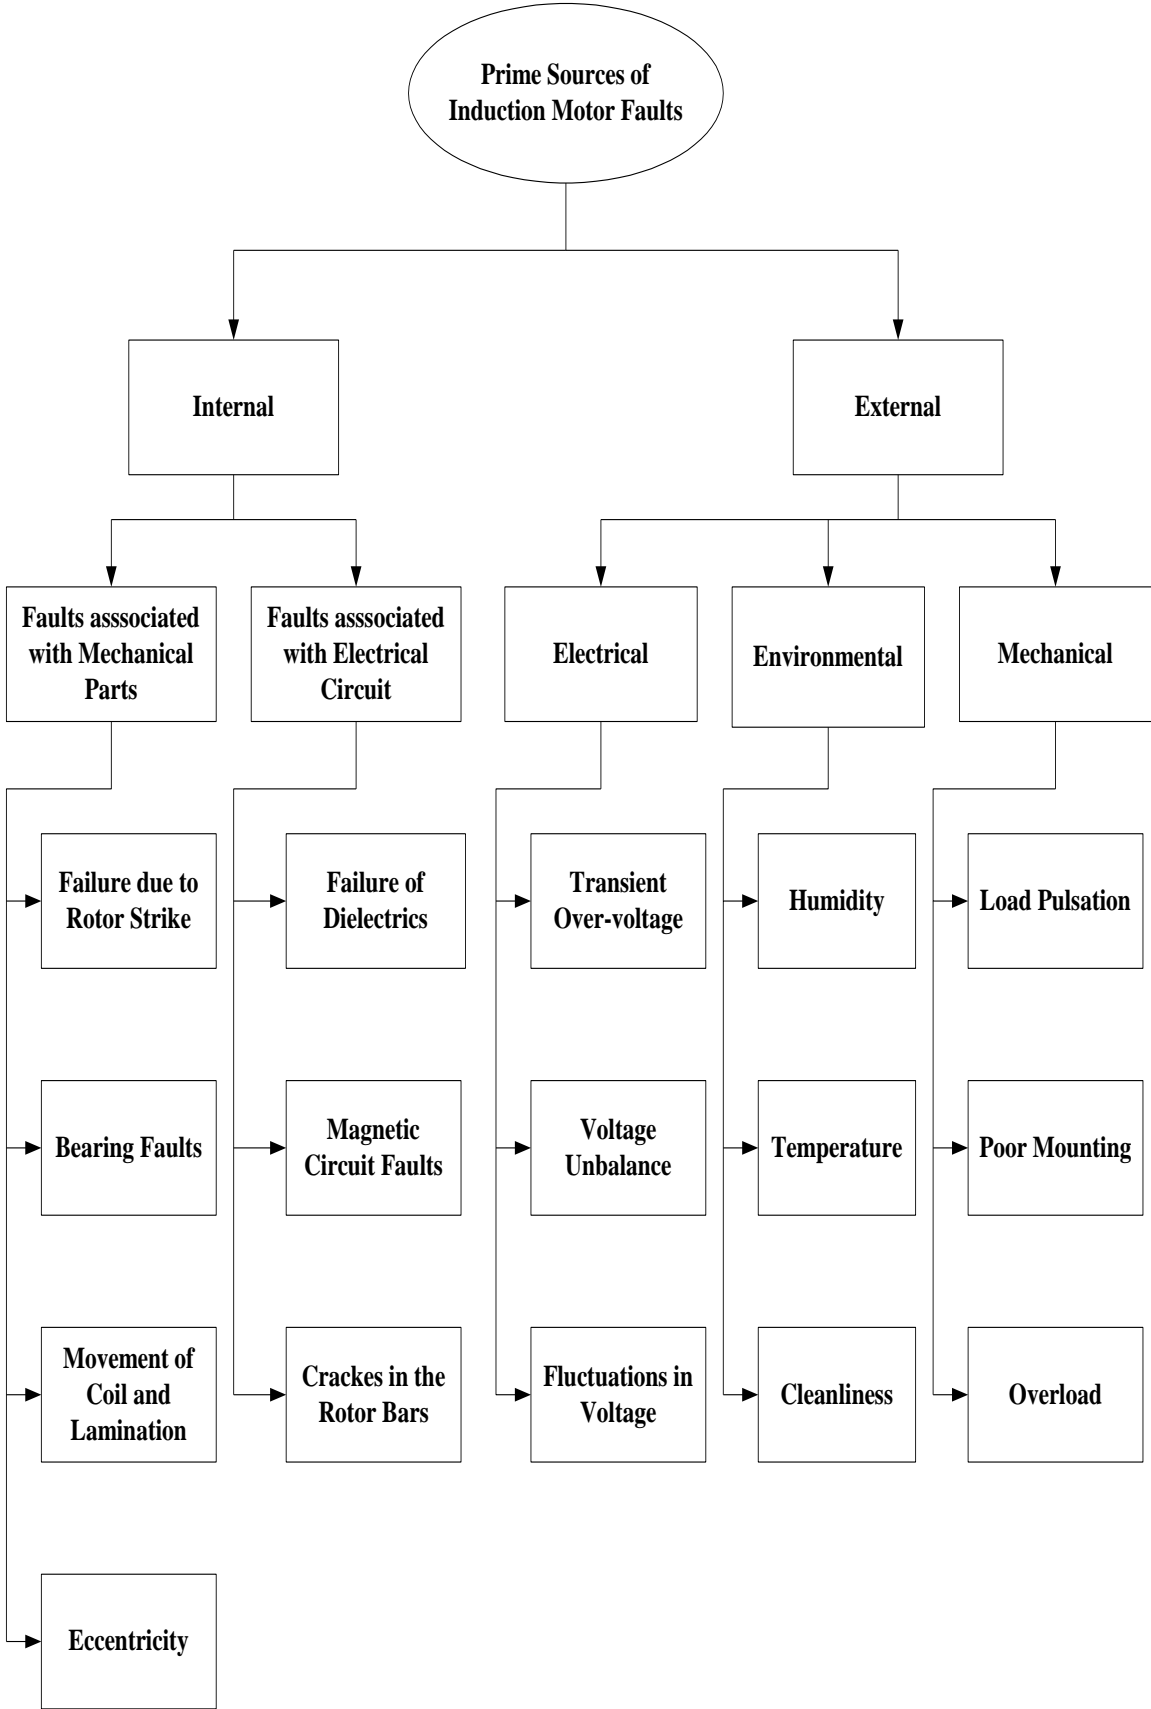 Prime Sources of
Induction Motor Faults
Internal
External
Faults asssociated
with Mechanical
Parts
Faults asssociated
with Electrical
Circuit
Electrical
Environmental
Mechanical
Failure due to
Rotor Strike
Failure of
Dielectrics
Transient
Over-voltage
Humidity
Load Pulsation
Bearing Faults
Magnetic
Circuit Faults
Voltage
Unbalance
Temperature
Poor Mounting
Movement of
Coil and
Lamination
Crackes in the
Rotor Bars
Fluctuations in
Voltage
Cleanliness
Overload
Eccentricity